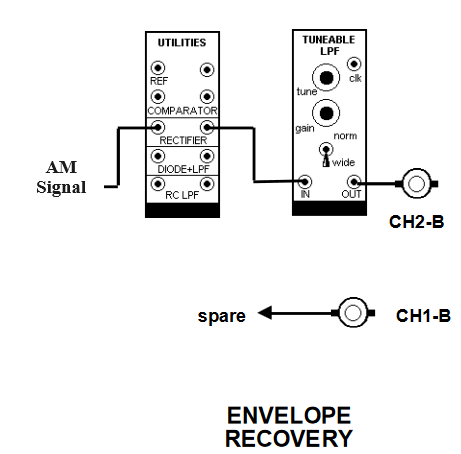 UTILITIES
REF
COMPARATOR
RECTIFIER
DIODE+LPF
RC LPF
AM
Signal
TUNEABLE
LPF
clk
tune
gain
norm
wide
IN
OUT
CH2-B
spare
CH1-B
ENVELOPE
RECOVERY